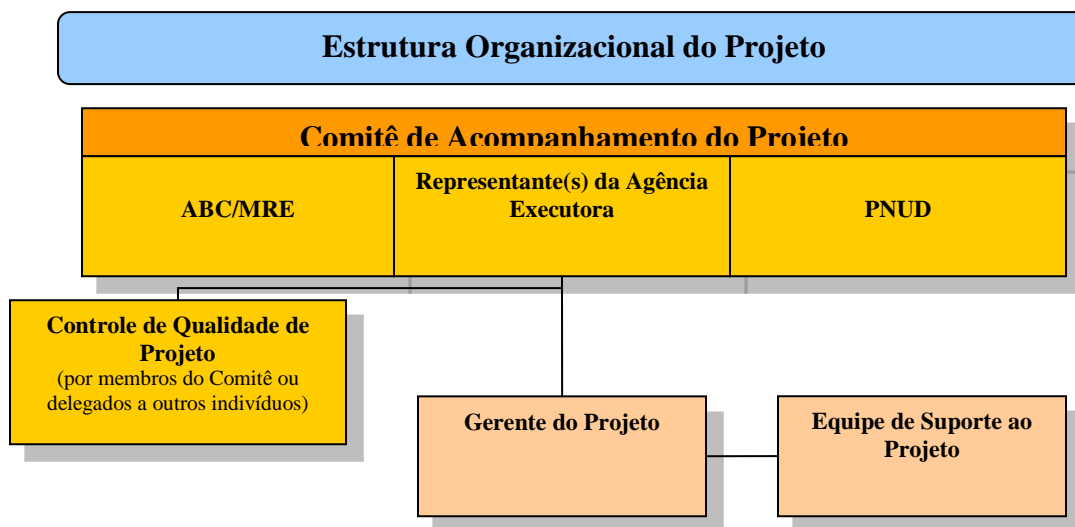 Estrutura Organizacional do Projeto
Comitê de Acompanhamento do Projeto
ABC/MRE
Representante(s) da Agência
Executora
PNUD
Controle de Qualidade de
Projeto
(por membros do Comitê ou
delegados a outros indivíduos)
Gerente do Projeto
Equipe de Suporte ao
Projeto